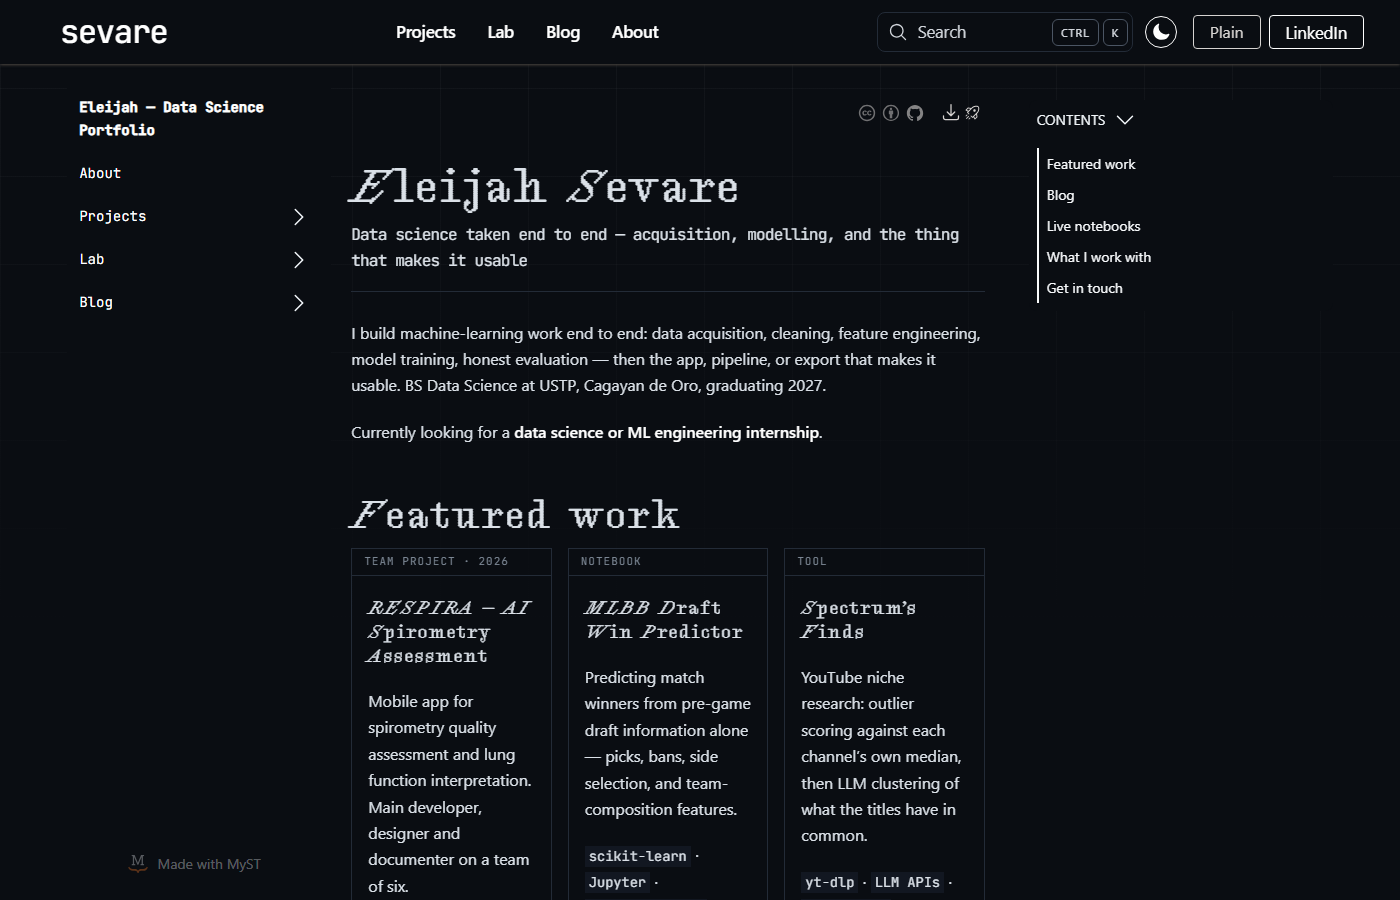 sevare
Projects Lab Blog About
Search CTRL K
Plain
LinkedIn
Eleijah — Data Science
Portfolio
About
Projects
Lab
Blog
Made with MyST
Eleijah Sevare
Data science taken end to end — acquisition, modelling, and the thing
that makes it usable
I build machine-learning work end to end: data acquisition, cleaning, feature engineering,
model training, honest evaluation — then the app, pipeline, or export that makes it
usable. BS Data Science at USTP, Cagayan de Oro, graduating 2027.
Currently looking for a data science or ML engineering internship.
Featured work
TEAM PROJECT · 2026
RESPIRA — AI
Spirometry
Assessment
Mobile app for
spirometry quality
assessment and lung
function interpretation.
Main developer,
designer and
documenter on a team
of six.
NOTEBOOK
MLBB Draft
Win Predictor
Predicting match
winners from pre-game
draft information alone
— picks, bans, side
selection, and team-
composition features.
scikit-learn ·
Jupyter ·
TOOL
Spectrum's
Finds
YouTube niche
research: outlier
scoring against each
channel's own median,
then LLM clustering of
what the titles have in
common.
yt-dlp · LLM APIs ·
CONTENTS
Featured work
Blog
Live notebooks
What I work with
Get in touch